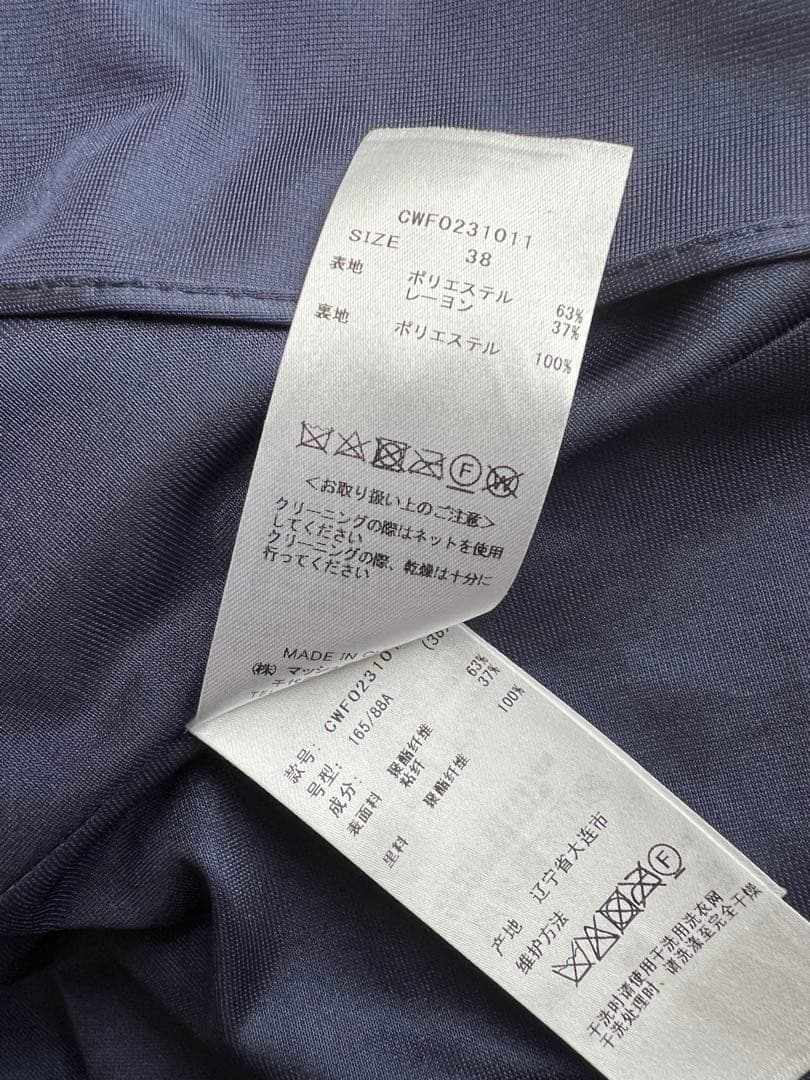 CWF0231011
SIZE 38
表地 ポリエステル 63%
レーヨン 37%
裏地 ポリエステル 100%
F
W
<お取り扱い上のご注意>
クリーニングの際はネットを使用
してください
クリーニングの際、乾燥は十分に
行ってください
MADE IN
(株) マッシ
款号: CWF023101 (38
号型: 165/88A
成分:
表面料 聚酯纤维 63%
粘纤 37%
里料 聚酯纤维 100%
产地 辽宁省大连市
维护方法
F
干洗时请使用干洗用洗衣网
干洗处理时、请洗涤至完全干燥